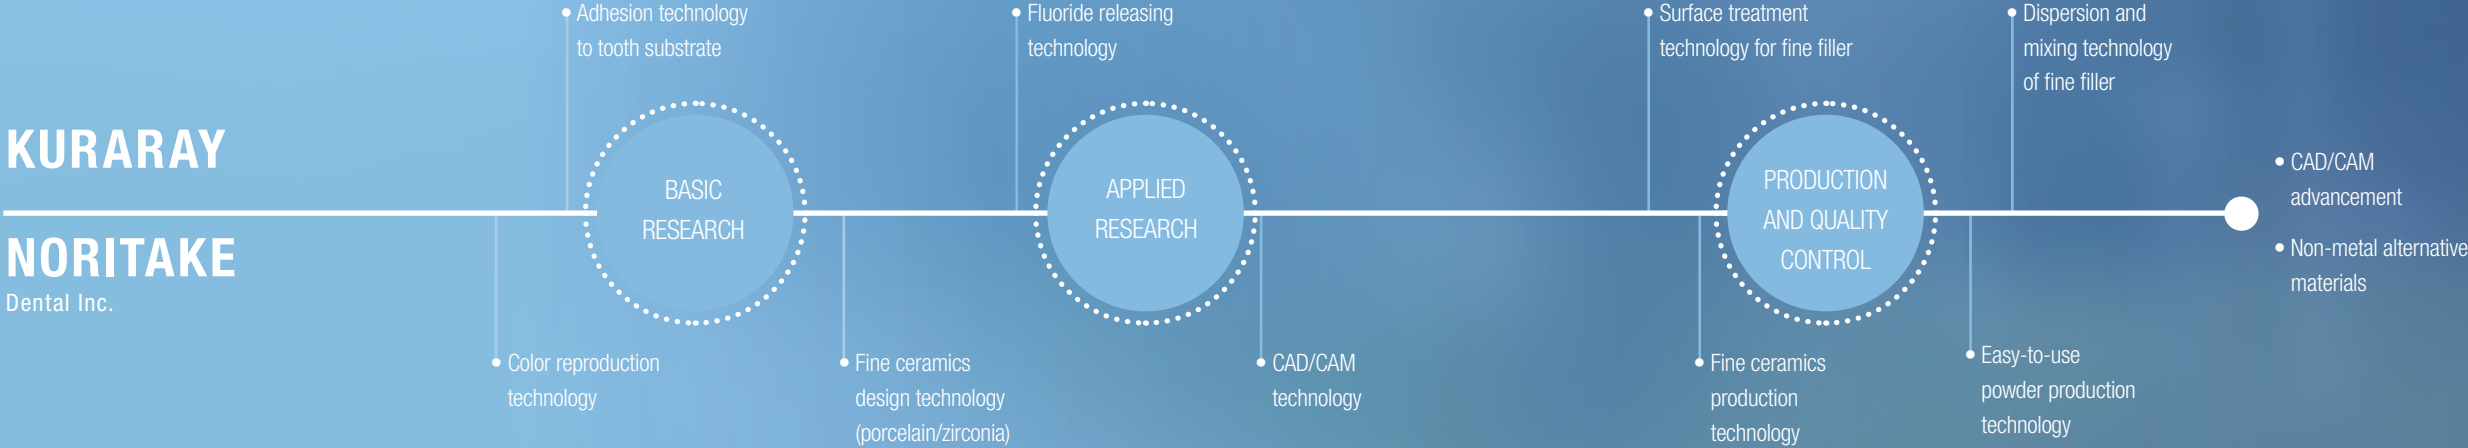 Adhesion technology
to tooth substrate
Fluoride releasing
technology
Surface treatment
technology for fine filler
Dispersion and
mixing technology
of fine filler
KURARAY
NORITAKE
Dental Inc.
BASIC
RESEARCH
APPLIED
RESEARCH
PRODUCTION
AND QUALITY
CONTROL
• CAD/CAM
advancement
• Non-metal alternative
materials
Color reproduction
technology
Fine ceramics
design technology
(porcelain/zirconia)
CAD/CAM
technology
Fine ceramics
production
technology
Easy-to-use
powder production
technology